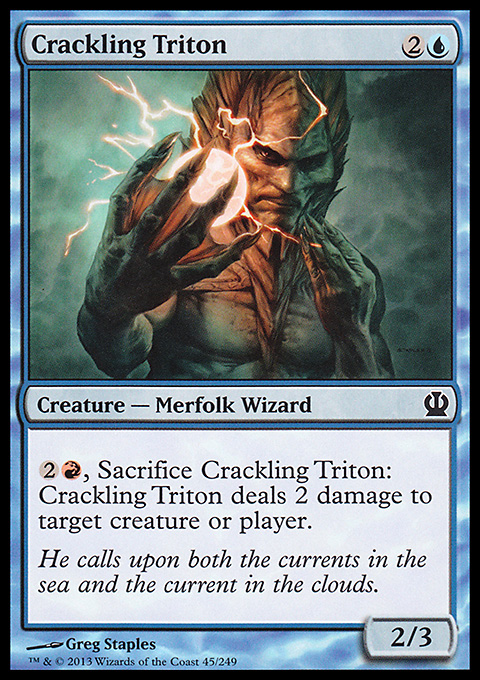 Crackling Triton 2
Creature — Merfolk Wizard
2, Sacrifice Crackling Triton:
Crackling Triton deals 2 damage to
target creature or player.
He calls upon both the currents in the
sea and the current in the clouds.
2/3
Greg Staples
™ & © 2013 Wizards of the Coast 45/249